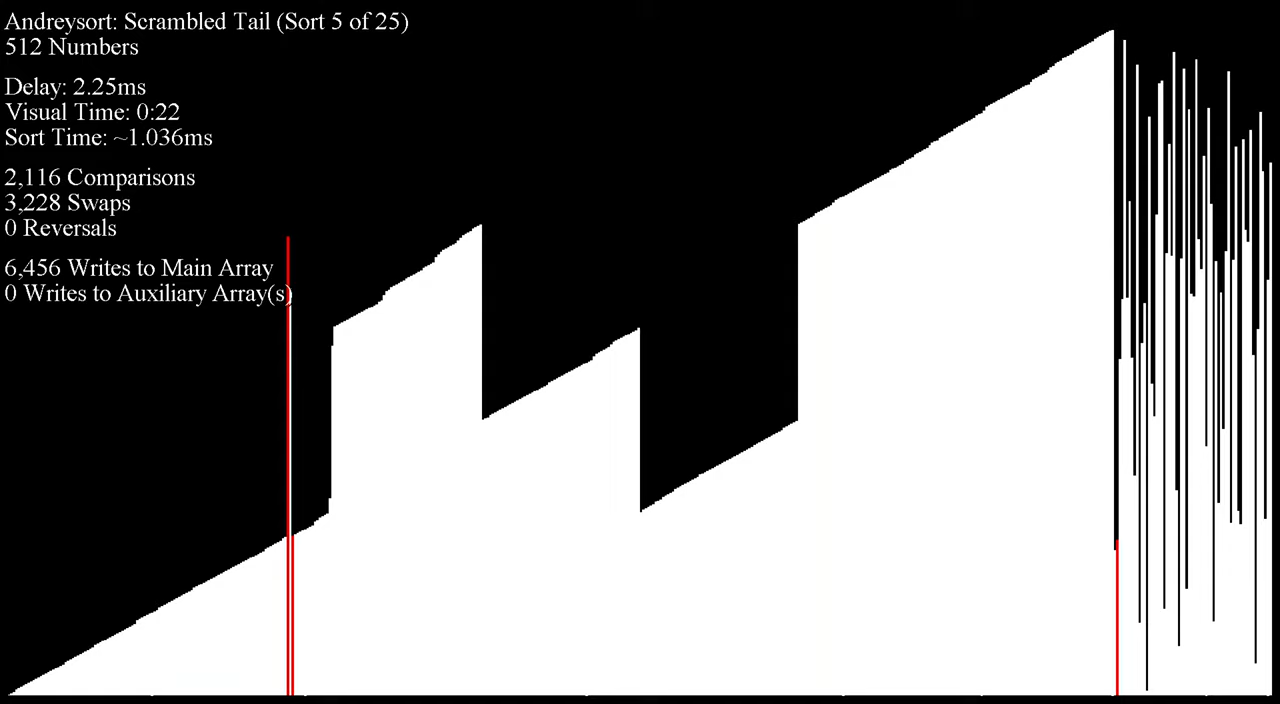 Andreysort: Scrambled Tail (Sort 5 of 25)
512 Numbers
Delay: 2.25ms
Visual Time: 0:22
Sort Time: ~1.036ms
2,116 Comparisons
3,228 Swaps
0 Reversals
6,456 Writes to Main Array
0 Writes to Auxiliary Array(s)